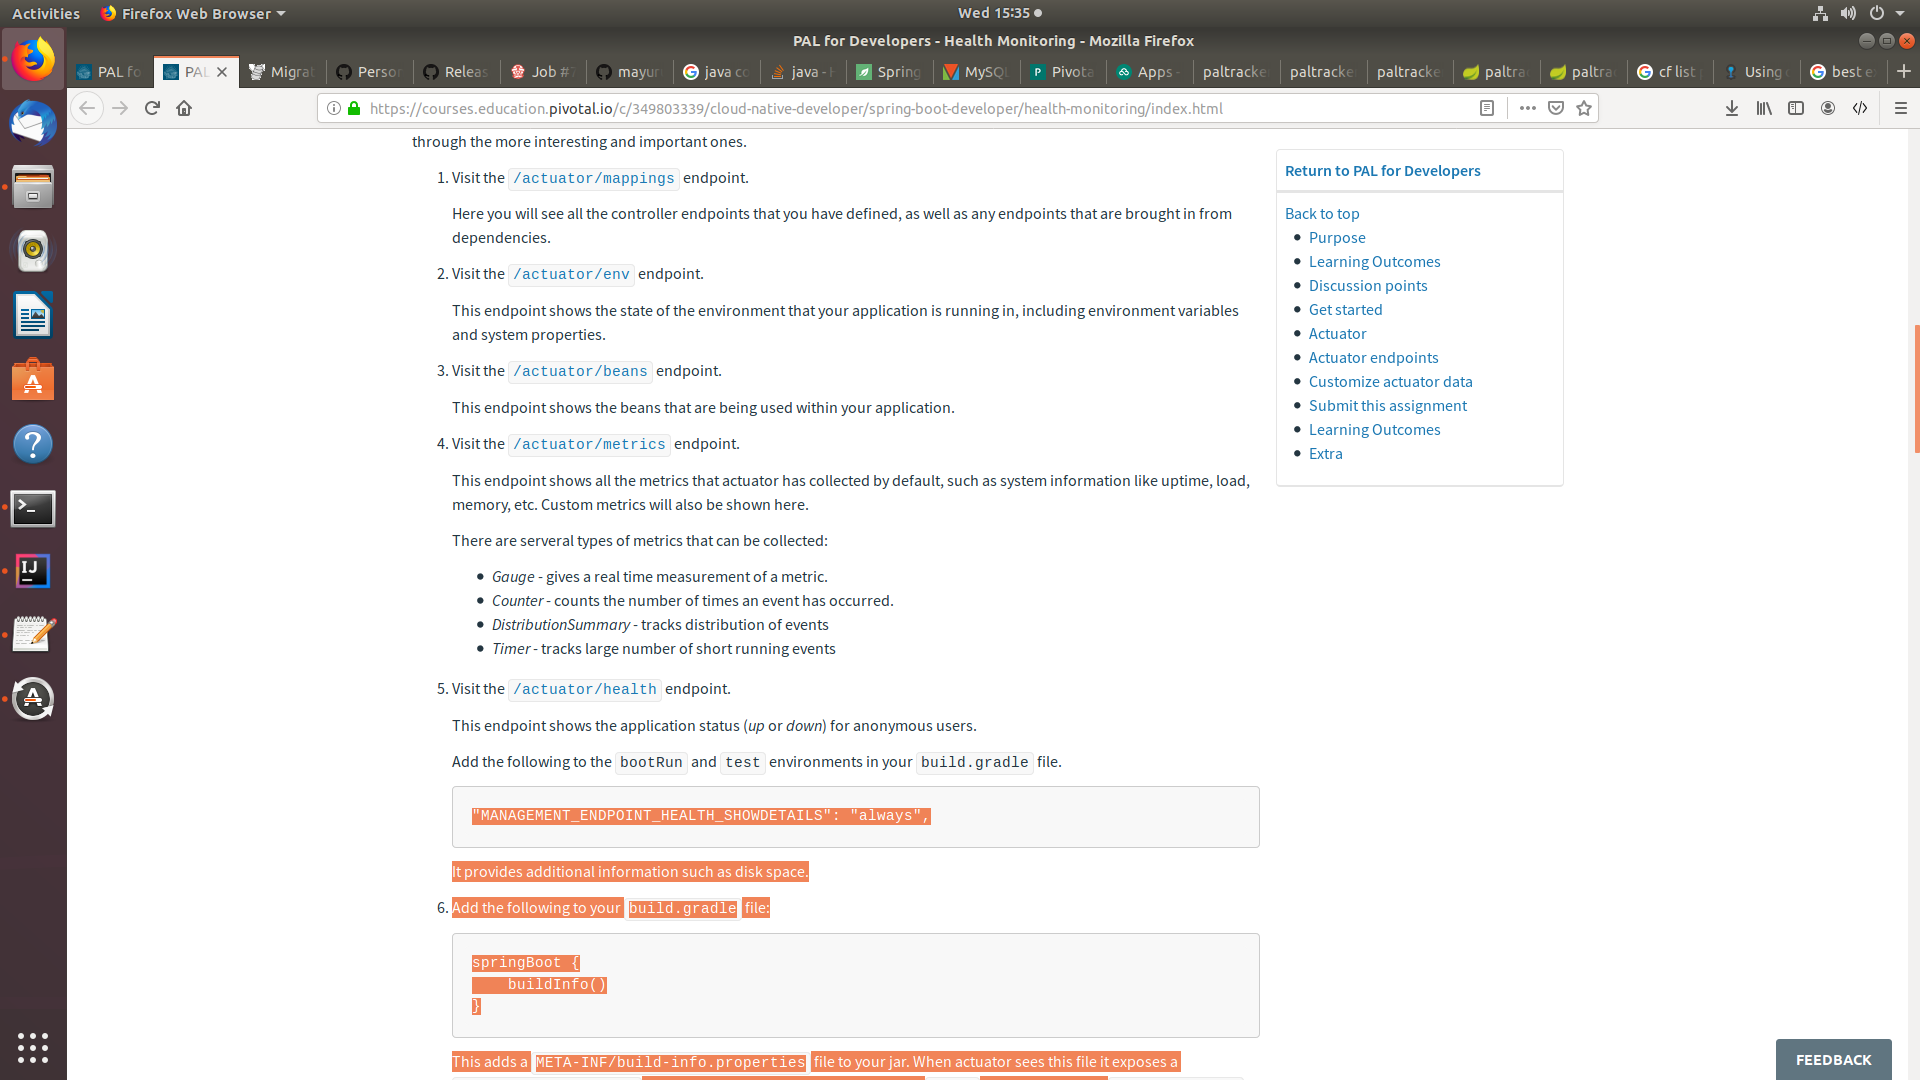 Activities
Firefox Web Browser
Wed 15:35
PAL for Developers - Health Monitoring - Mozilla Firefox
PAL fo
PAL
Migrat
Person
Releas
Job #
mayur
java co
java - H
Spring
MySQL
Pivota
Apps -
paltracke
paltracke
paltracke
paltra
paltra
cf list
Using
best e
https://courses.education.pivotal.io/c/349803339/cloud-native-developer/spring-boot-developer/health-monitoring/index.html
through the more interesting and important ones.
1. Visit the /actuator/mappings endpoint.
Here you will see all the controller endpoints that you have defined, as well as any endpoints that are brought in from
dependencies.
2. Visit the /actuator/env endpoint.
This endpoint shows the state of the environment that your application is running in, including environment variables
and system properties.
3. Visit the /actuator/beans endpoint.
This endpoint shows the beans that are being used within your application.
4. Visit the /actuator/metrics endpoint.
This endpoint shows all the metrics that actuator has collected by default, such as system information like uptime, load,
memory, etc. Custom metrics will also be shown here.
There are serveral types of metrics that can be collected:
Gauge - gives a real time measurement of a metric.
Counter - counts the number of times an event has occurred.
DistributionSummary - tracks distribution of events
Timer - tracks large number of short running events
5. Visit the /actuator/health endpoint.
This endpoint shows the application status (up or down) for anonymous users.
Add the following to the bootRun and test environments in your build.gradle file.
"MANAGEMENT_ENDPOINT_HEALTH_SHOWDETAILS": "always",
It provides additional information such as disk space.
6. Add the following to your build.gradle file:
springBoot {
buildInfo()
}
This adds a META-INF/build-info.properties file to your jar. When actuator sees this file it exposes a
Return to PAL for Developers
Back to top
Purpose
Learning Outcomes
Discussion points
Get started
Actuator
Actuator endpoints
Customize actuator data
Submit this assignment
Learning Outcomes
Extra
FEEDBACK